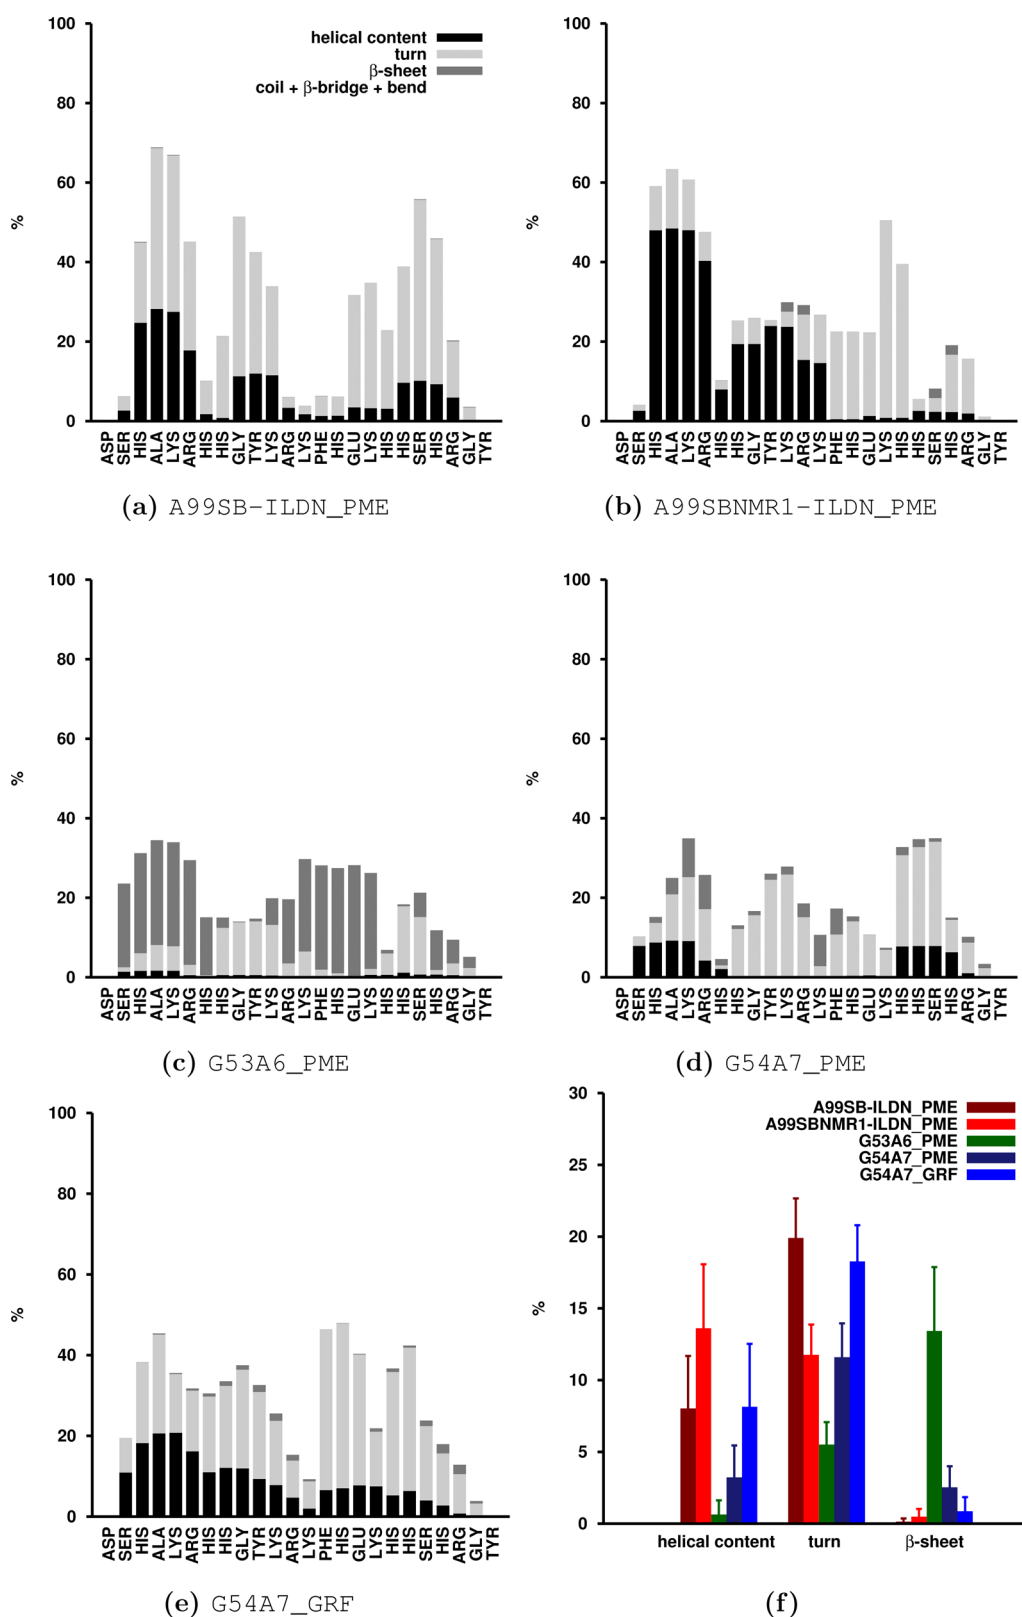 100
80
60
40
20
0
%
helical content
turn
β-sheet
coil + β-bridge + bend
ASP SER HIS ALA LYS ARG HIS HIS GLY TYR LYS ARG LYS PHE HIS GLU LYS HIS HIS SER HIS ARG GLY TYR
(a) A99SB-ILDN_PME
100
80
60
40
20
0
%
ASP SER HIS ALA LYS ARG HIS HIS GLY TYR LYS ARG LYS PHE HIS GLU LYS HIS HIS SER HIS ARG GLY TYR
(b) A99SBNMR1-ILDN_PME
100
80
60
40
20
0
%
ASP SER HIS ALA LYS ARG HIS HIS GLY TYR LYS ARG LYS PHE HIS GLU LYS HIS HIS SER HIS ARG GLY TYR
(c) G53A6_PME
100
80
60
40
20
0
%
ASP SER HIS ALA LYS ARG HIS HIS GLY TYR LYS ARG LYS PHE HIS GLU LYS HIS HIS SER HIS ARG GLY TYR
(d) G54A7_PME
100
80
60
40
20
0
%
ASP SER HIS ALA LYS ARG HIS HIS GLY TYR LYS ARG LYS PHE HIS GLU LYS HIS HIS SER HIS ARG GLY TYR
(e) G54A7_GRF
30
25
20
15
10
5
0
%
A99SB-ILDN_PME
A99SBNMR1-ILDN_PME
G53A6_PME
G54A7_PME
G54A7_GRF
helical content turn β-sheet
(f)